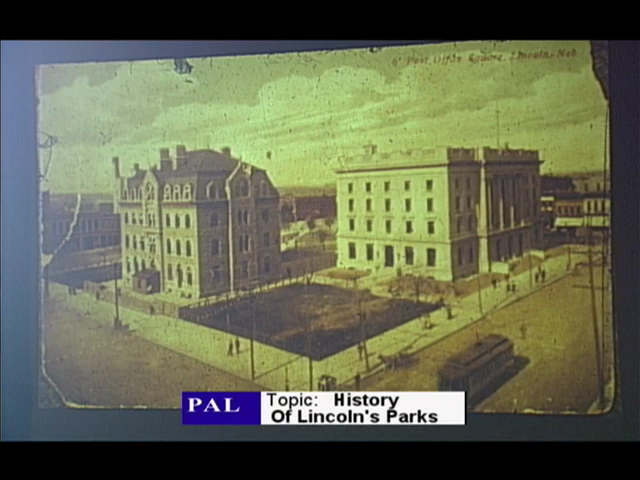 Post Office Square, Lincoln, Neb.
PAL
Topic: History
Of Lincoln's Parks